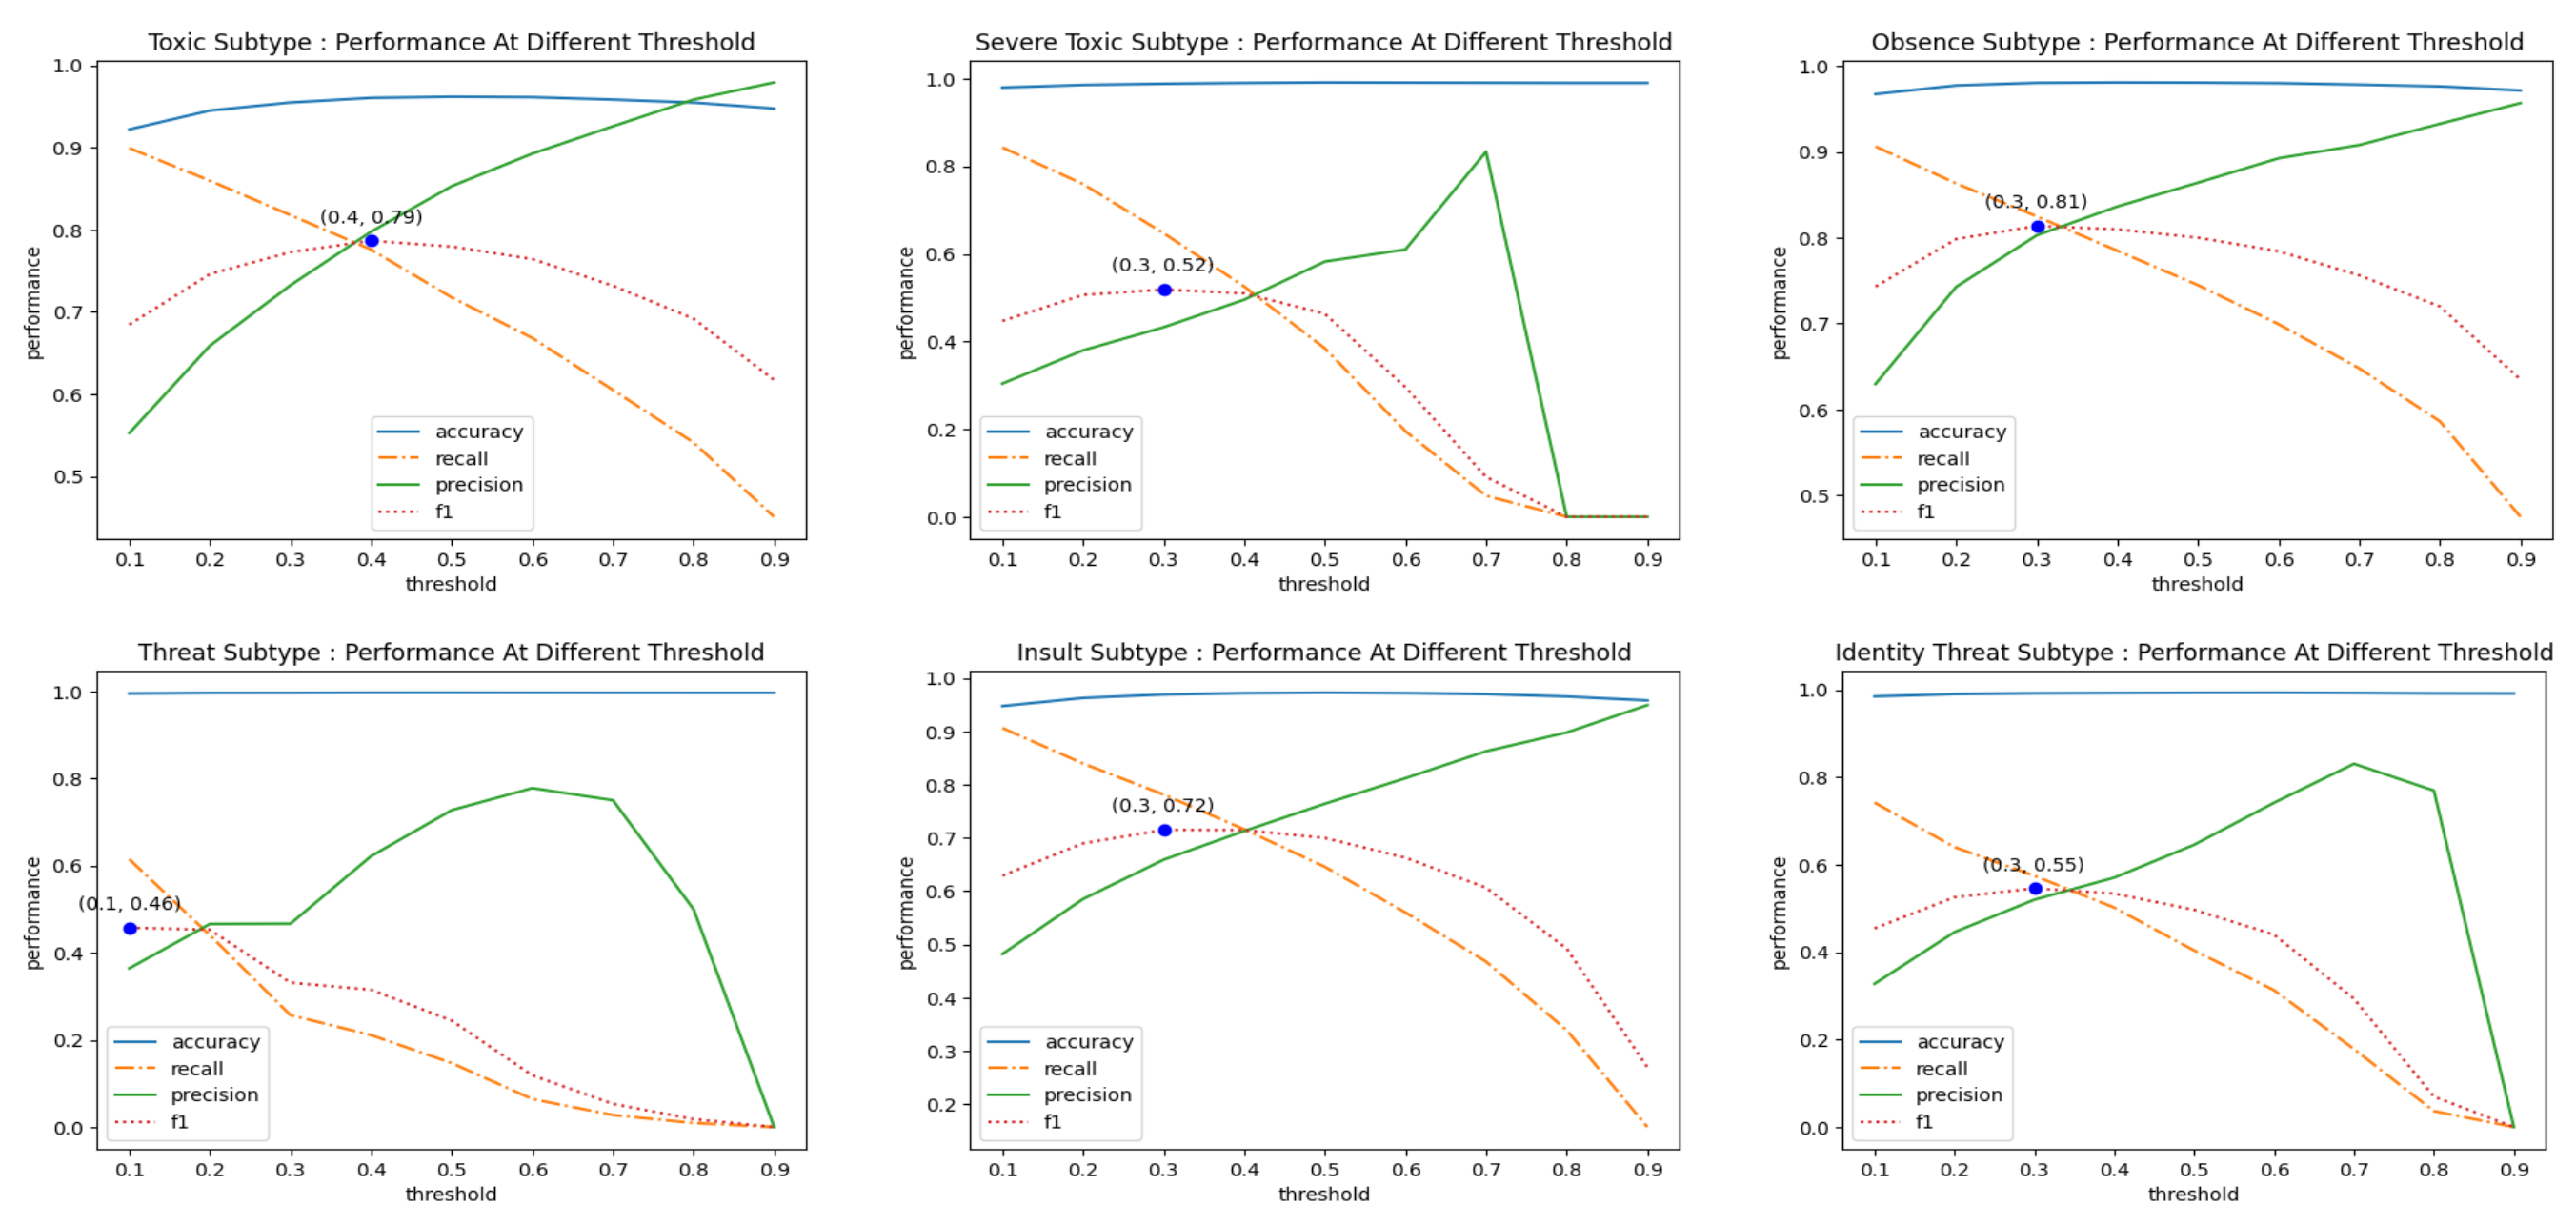 Toxic Subtype : Performance At Different Threshold
1.0
0.9
0.8
0.7
0.6
0.5
performance
(0.4, 0.79)
accuracy
recall
precision
f1
0.1 0.2 0.3 0.4 0.5 0.6 0.7 0.8 0.9
threshold
Severe Toxic Subtype : Performance At Different Threshold
1.0
0.8
0.6
0.4
0.2
0.0
performance
(0.3, 0.52)
accuracy
recall
precision
f1
0.1 0.2 0.3 0.4 0.5 0.6 0.7 0.8 0.9
threshold
Obsence Subtype : Performance At Different Threshold
1.0
0.9
0.8
0.7
0.6
0.5
performance
(0.3, 0.81)
accuracy
recall
precision
f1
0.1 0.2 0.3 0.4 0.5 0.6 0.7 0.8 0.9
threshold
Threat Subtype : Performance At Different Threshold
1.0
0.8
0.6
0.4
0.2
0.0
performance
(0.1, 0.46)
accuracy
recall
precision
f1
0.1 0.2 0.3 0.4 0.5 0.6 0.7 0.8 0.9
threshold
Insult Subtype : Performance At Different Threshold
1.0
0.9
0.8
0.7
0.6
0.5
0.4
0.3
0.2
performance
(0.3, 0.72)
accuracy
recall
precision
f1
0.1 0.2 0.3 0.4 0.5 0.6 0.7 0.8 0.9
threshold
Identity Threat Subtype : Performance At Different Threshold
1.0
0.8
0.6
0.4
0.2
0.0
performance
(0.3, 0.55)
accuracy
recall
precision
f1
0.1 0.2 0.3 0.4 0.5 0.6 0.7 0.8 0.9
threshold